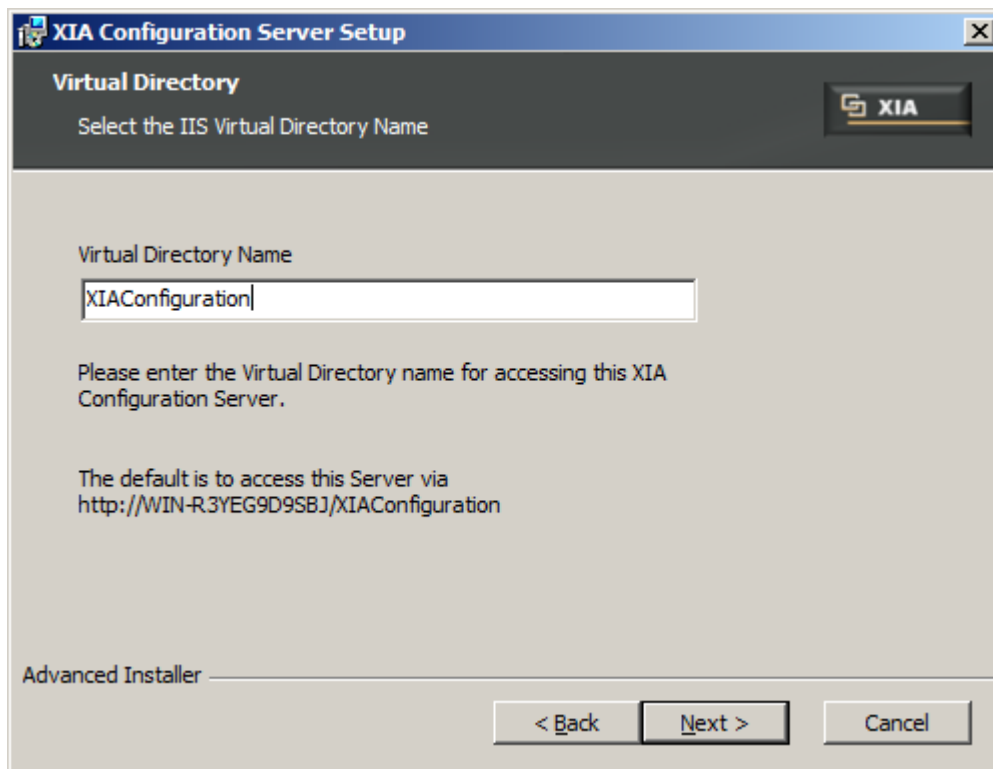 XIA Configuration Server Setup
Virtual Directory
Select the IIS Virtual Directory Name
XIA
Virtual Directory Name
XIAConfiguration
Please enter the Virtual Directory name for accessing this XIA
Configuration Server.
The default is to access this Server via
http://WIN-R3YEG9D9SBJ/XIAConfiguration
Advanced Installer
< Back
Next >
Cancel